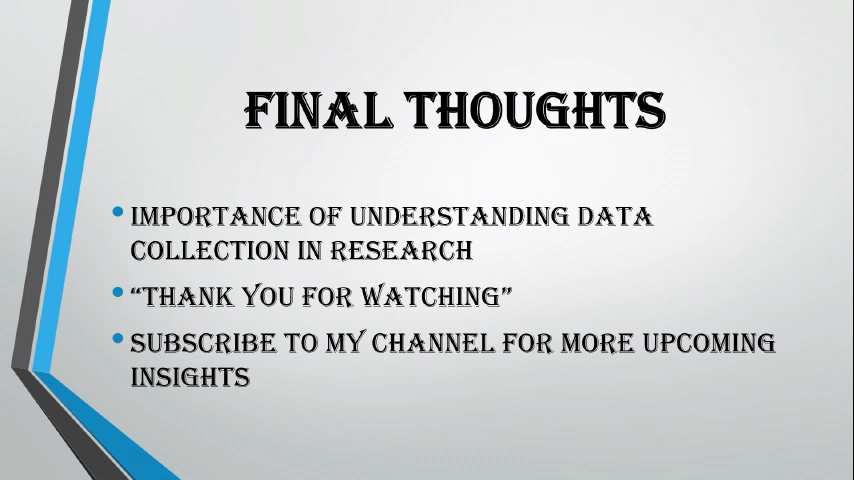 FINAL THOUGHTS
• IMPORTANCE OF UNDERSTANDING DATA
COLLECTION IN RESEARCH
• “THANK YOU FOR WATCHING”
• SUBSCRIBE TO MY CHANNEL FOR MORE UPCOMING
INSIGHTS